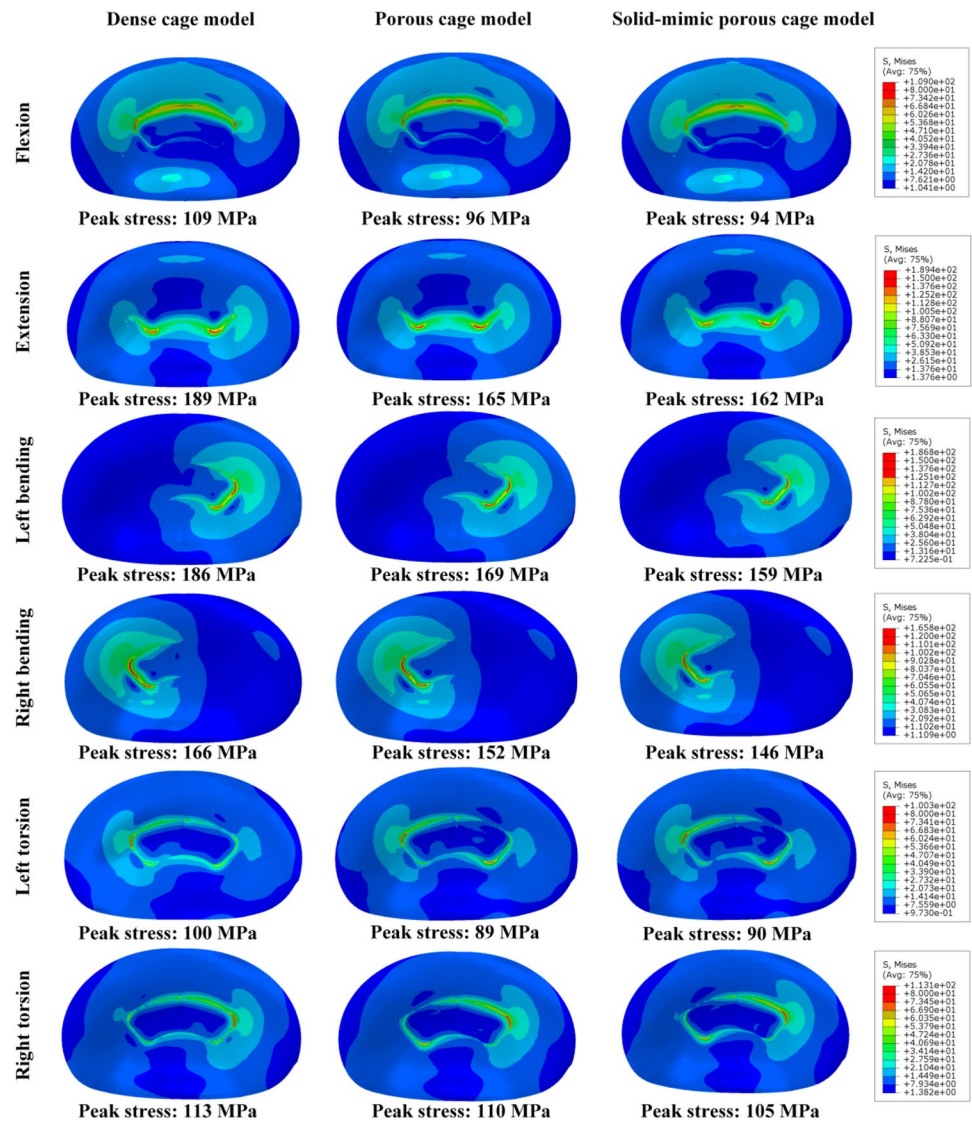 Dense cage model Porous cage model Solid-mimic porous cage model
Flexion
S, Mises
(Avg: 75%)
+1.090e+02
+8.000e+01
+7.342e+01
+6.684e+01
+6.026e+01
+5.368e+01
+4.710e+01
+4.052e+01
+3.394e+01
+2.736e+01
+2.078e+01
+1.420e+01
+7.621e+00
+1.041e+00
Peak stress: 109 MPa Peak stress: 96 MPa Peak stress: 94 MPa
Extension
S, Mises
(Avg: 75%)
+1.894e+02
+1.500e+02
+1.376e+02
+1.252e+02
+1.128e+02
+1.005e+02
+8.807e+01
+7.569e+01
+6.330e+01
+5.092e+01
+3.853e+01
+2.615e+01
+1.376e+01
+1.376e+00
Peak stress: 189 MPa Peak stress: 165 MPa Peak stress: 162 MPa
Left bending
S, Mises
(Avg: 75%)
+1.868e+02
+1.500e+02
+1.376e+02
+1.251e+02
+1.127e+02
+1.002e+02
+8.780e+01
+7.536e+01
+6.292e+01
+5.048e+01
+3.804e+01
+2.560e+01
+1.316e+01
+7.225e-01
Peak stress: 186 MPa Peak stress: 169 MPa Peak stress: 159 MPa
Right bending
S, Mises
(Avg: 75%)
+1.658e+02
+1.200e+02
+1.101e+02
+1.002e+02
+9.028e+01
+8.037e+01
+7.046e+01
+6.055e+01
+5.065e+01
+4.074e+01
+3.083e+01
+2.092e+01
+1.102e+01
+1.109e+00
Peak stress: 166 MPa Peak stress: 152 MPa Peak stress: 146 MPa
Left torsion
S, Mises
(Avg: 75%)
+1.003e+02
+8.000e+01
+7.341e+01
+6.683e+01
+6.024e+01
+5.366e+01
+4.707e+01
+4.049e+01
+3.390e+01
+2.732e+01
+2.073e+01
+1.414e+01
+7.559e+00
+9.730e-01
Peak stress: 100 MPa Peak stress: 89 MPa Peak stress: 90 MPa
Right torsion
S, Mises
(Avg: 75%)
+1.131e+02
+8.000e+01
+7.345e+01
+6.690e+01
+6.035e+01
+5.379e+01
+4.724e+01
+4.069e+01
+3.414e+01
+2.759e+01
+2.104e+01
+1.449e+01
+7.934e+00
+1.382e+00
Peak stress: 113 MPa Peak stress: 110 MPa Peak stress: 105 MPa